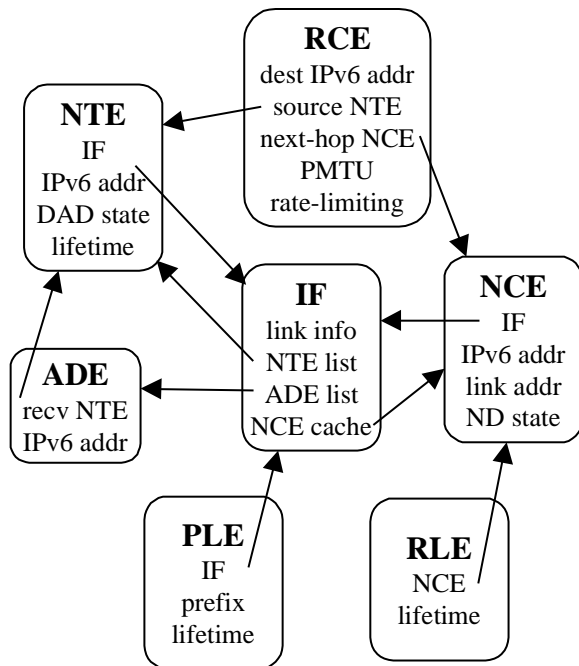 RCE
dest IPv6 addr
source NTE
next-hop NCE
PMTU
rate-limiting
NTE
IF
IPv6 addr
DAD state
lifetime
IF
link info
NTE list
ADE list
NCE cache
NCE
IF
IPv6 addr
link addr
ND state
ADE
recv NTE
IPv6 addr
PLE
IF
prefix
lifetime
RLE
NCE
lifetime